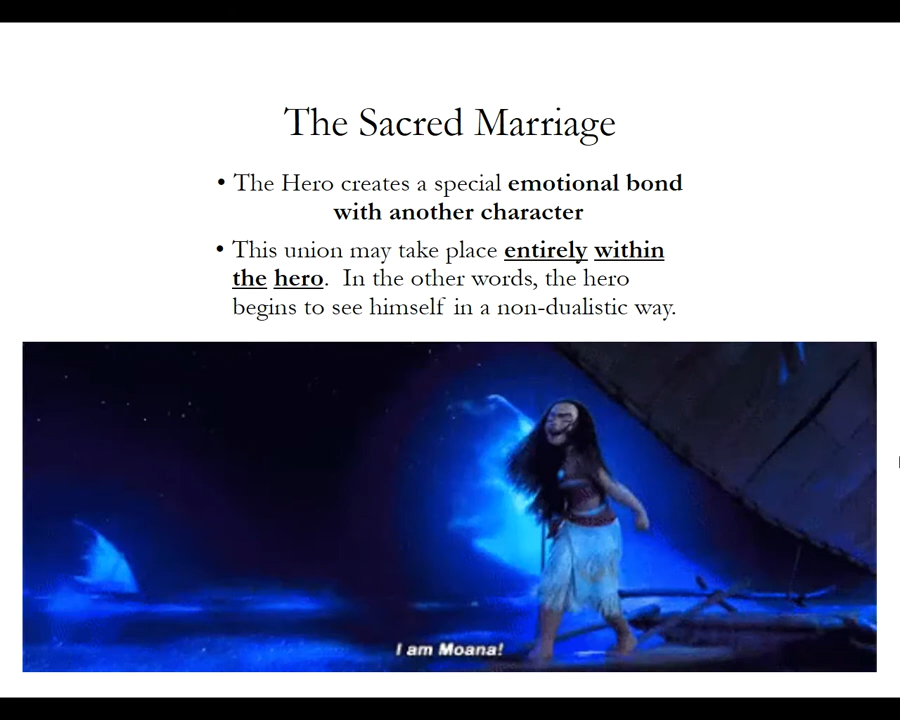 The Sacred Marriage
• The Hero creates a special emotional bond
with another character
• This union may take place entirely within
the hero. In the other words, the hero
begins to see himself in a non-dualistic way.
I am Moana!